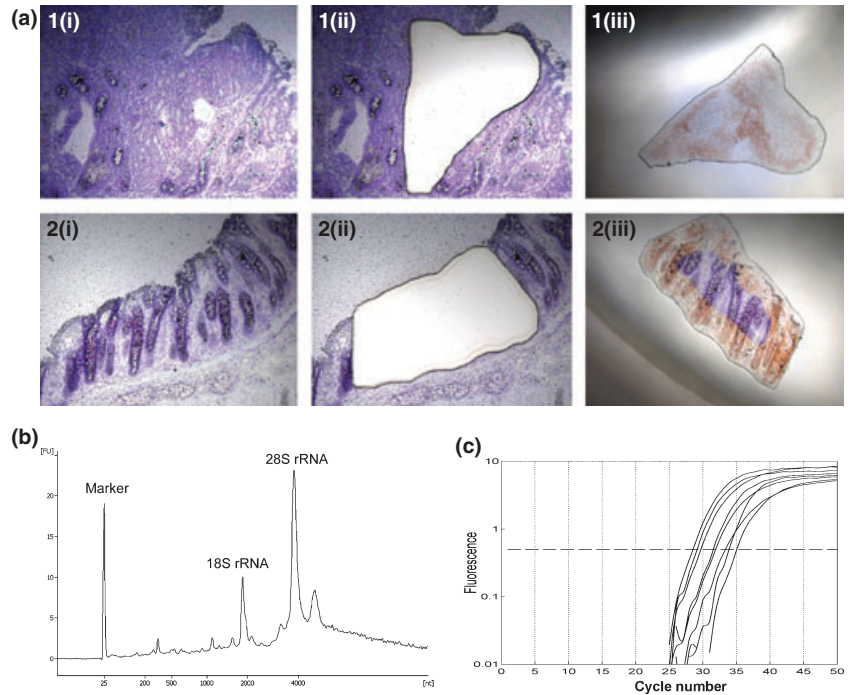 (a)
1(i)
1(ii)
1(iii)
2(i)
2(ii)
2(iii)
(b)
[FU]
20
15
10
5
0
Marker
18S rRNA
28S rRNA
25 200 500 1000 2000 4000 [nt]
(c)
Fluorescence
10
1
0.1
0.01
0 5 10 15 20 25 30 35 40 45 50
Cycle number